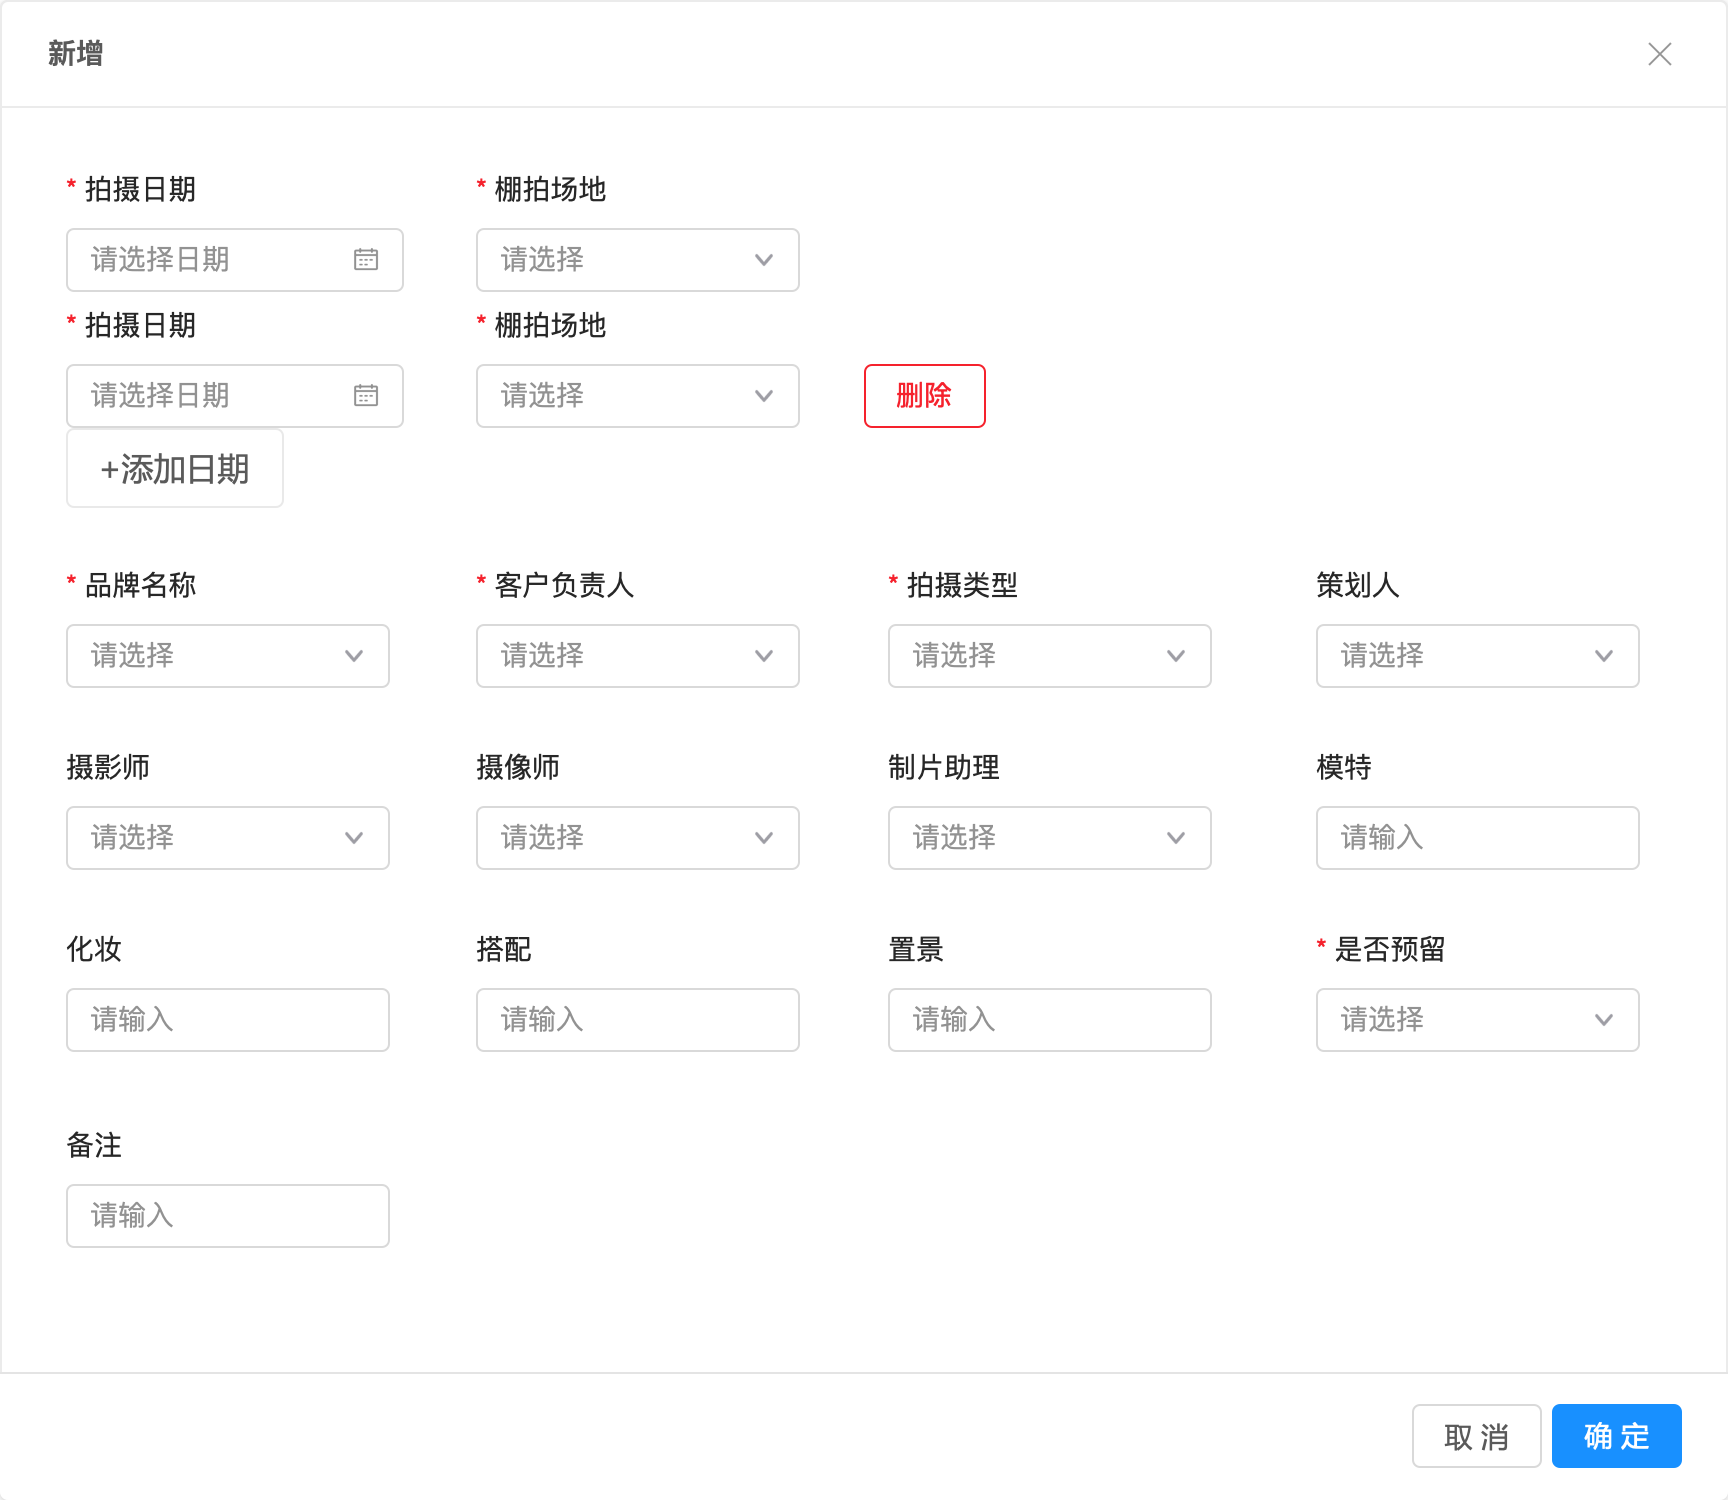 新增
* 拍摄日期 * 棚拍场地
请选择日期 请选择
* 拍摄日期 * 棚拍场地
请选择日期 请选择 删除
+添加日期
* 品牌名称 * 客户负责人 * 拍摄类型 策划人
请选择 请选择 请选择 请选择
摄影师 摄像师 制片助理 模特
请选择 请选择 请选择 请输入
化妆 搭配 置景 * 是否预留
请输入 请输入 请输入 请选择
备注
请输入
取 消 确 定